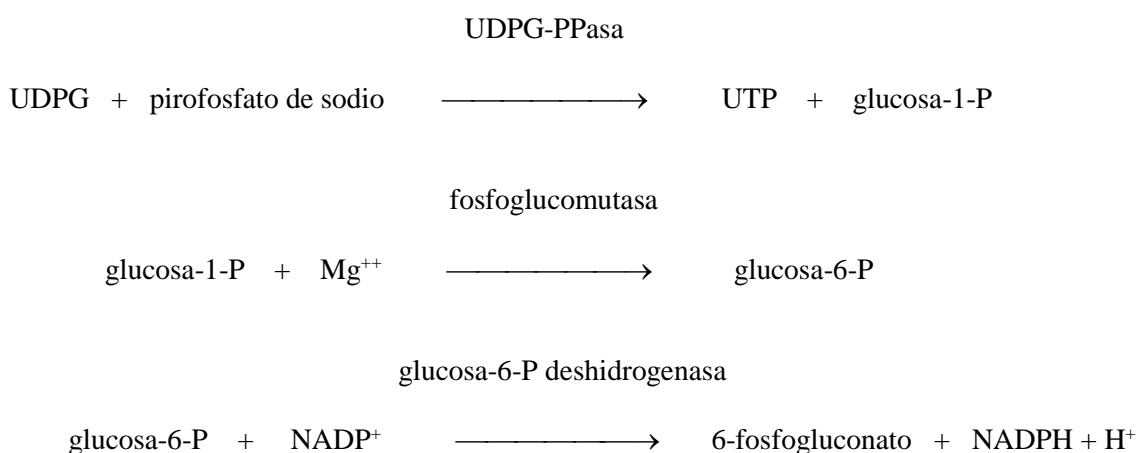 UDPG-PPasa
UDPG + pirofosfato de sodio ⟶ UTP + glucosa-1-P
fosfoglucomutasa
glucosa-1-P + Mg⁺⁺ ⟶ glucosa-6-P
glucosa-6-P deshidrogenasa
glucosa-6-P + NADP⁺ ⟶ 6-fosfogluconato + NADPH + H⁺